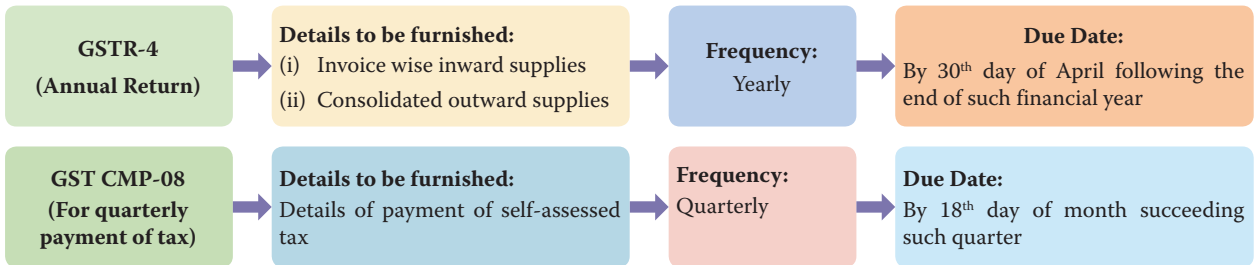 GSTR-4
(Annual Return)
Details to be furnished:
(i) Invoice wise inward supplies
(ii) Consolidated outward supplies
Frequency:
Yearly
Due Date:
By 30th day of April following the
end of such financial year
GST CMP-08
(For quarterly
payment of tax)
Details to be furnished:
Details of payment of self-assessed
tax
Frequency:
Quarterly
Due Date:
By 18th day of month succeeding
such quarter